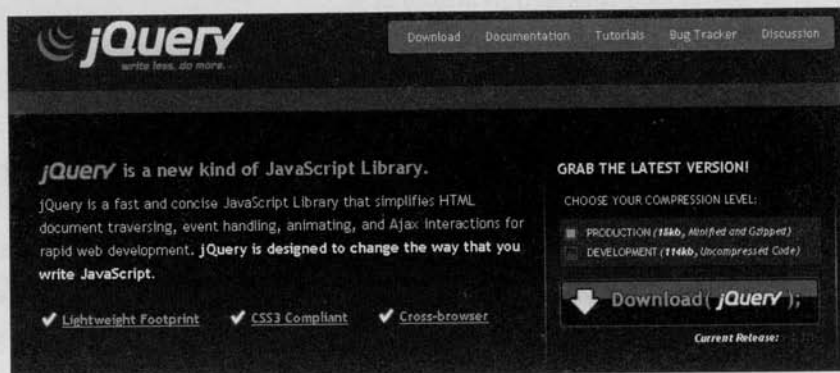 jQuery
write less. do more.
Download Documentation Tutorials Bug Tracker Discussion
jQuery is a new kind of JavaScript Library.
jQuery is a fast and concise JavaScript Library that simplifies HTML
document traversing, event handling, animating, and Ajax interactions for
rapid web development. jQuery is designed to change the way that you
write JavaScript.
Lightweight Footprint CSS3 Compliant Cross-browser
GRAB THE LATEST VERSION!
CHOOSE YOUR COMPRESSION LEVEL:
PRODUCTION (18kb, Minified and Gzipped)
DEVELOPMENT (114kb, Uncompressed Code)
Download( jQuery );
Current Release: